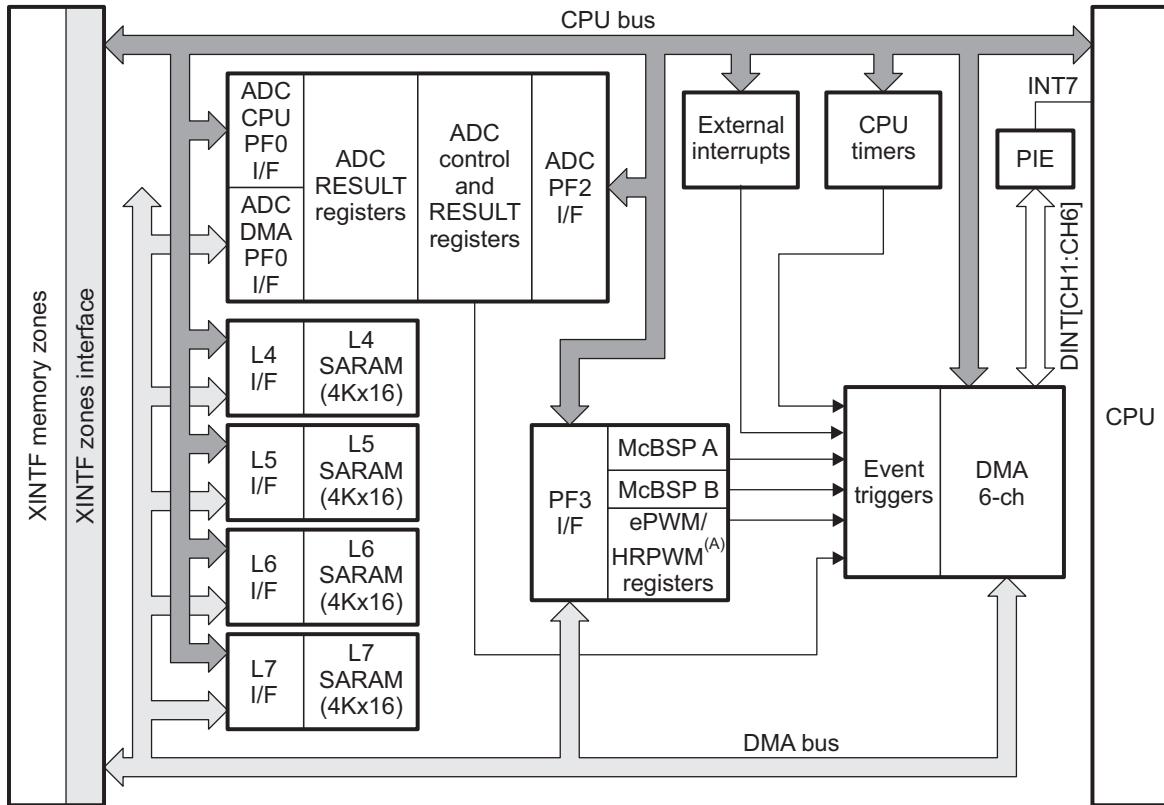 CPU bus
XINTF memory zones
XINTF zones interface
ADC
CPU
PF0
I/F
ADC
DMA
PF0
I/F
ADC
RESULT
registers
ADC
control
and
RESULT
registers
ADC
PF2
I/F
External
interrupts
CPU
timers
INT7
PIE
DINT[CH1:CH6]
CPU
L4
I/F
L4
SARAM
(4Kx16)
L5
I/F
L5
SARAM
(4Kx16)
L6
I/F
L6
SARAM
(4Kx16)
L7
I/F
L7
SARAM
(4Kx16)
PF3
I/F
McBSP A
McBSP B
ePWM/
HRPWM(A)
registers
Event
triggers
DMA
6-ch
DMA bus